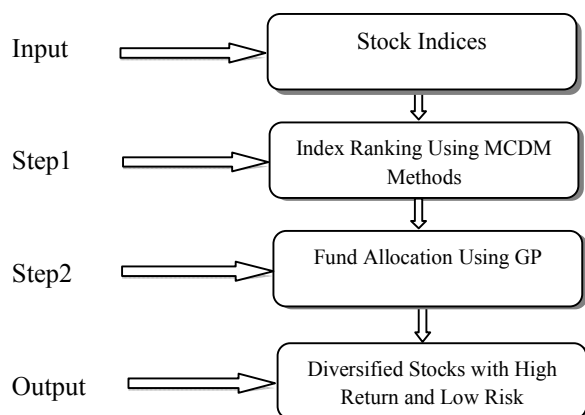 Input
Stock Indices
Step1
Index Ranking Using MCDM
Methods
Step2
Fund Allocation Using GP
Output
Diversified Stocks with High
Return and Low Risk